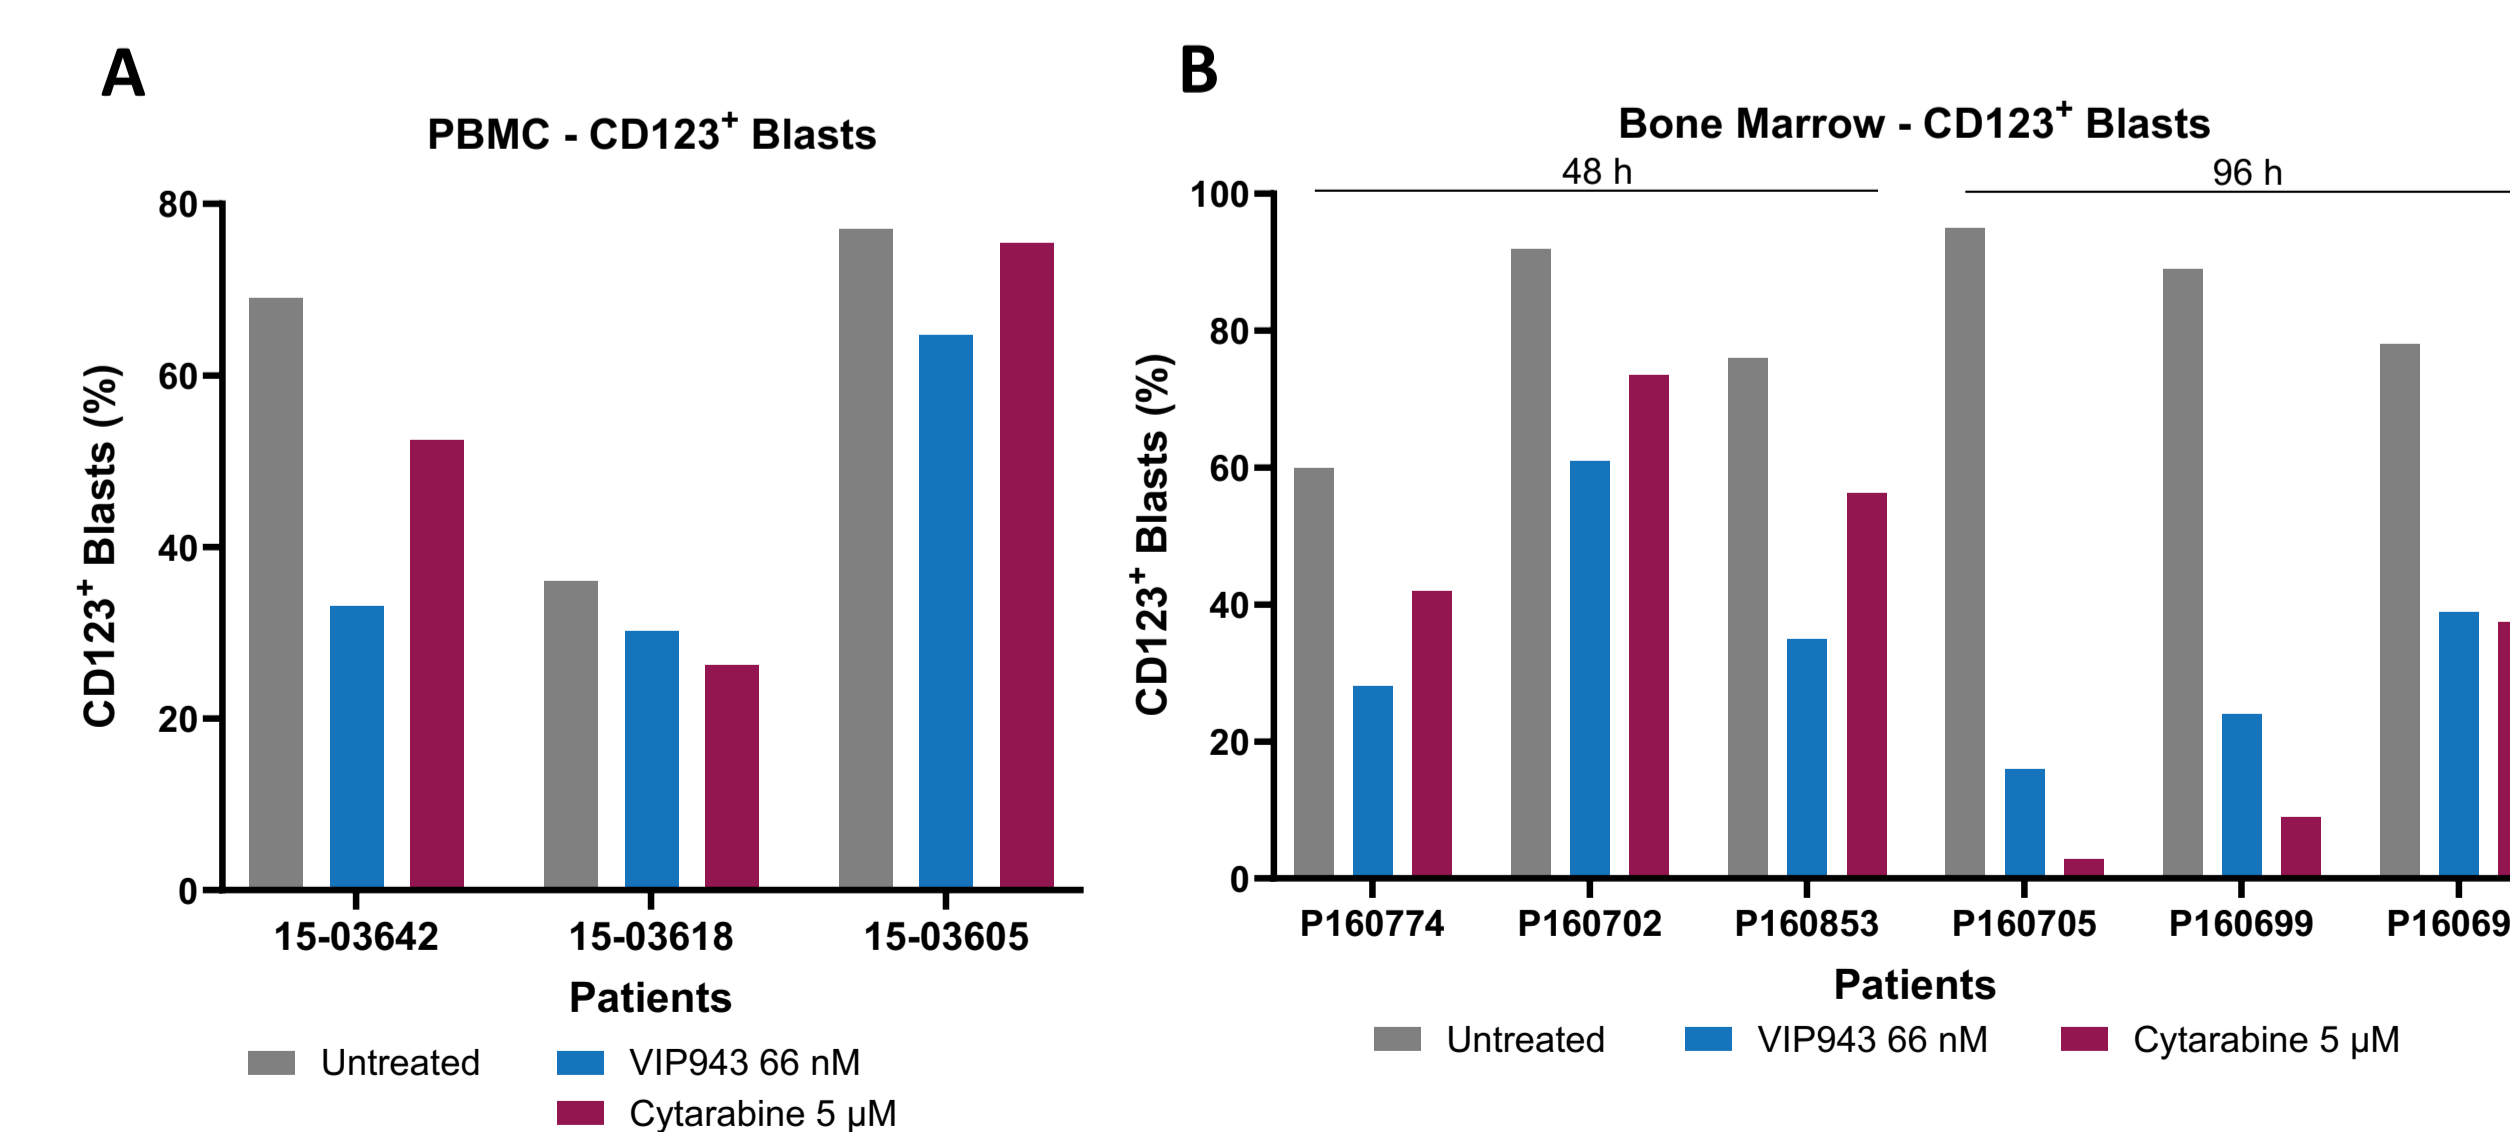 A
PBMC - CD123+ Blasts
CD123+ Blasts (%)
80
60
40
20
0
15-03642 15-03618 15-03605
Patients
Untreated VIP943 66 nM
Cytarabine 5 µM
B
Bone Marrow - CD123+ Blasts
48 h 96 h
CD123+ Blasts (%)
100
80
60
40
20
0
P160774 P160702 P160853 P160705 P160699 P16069
Patients
Untreated VIP943 66 nM Cytarabine 5 µM